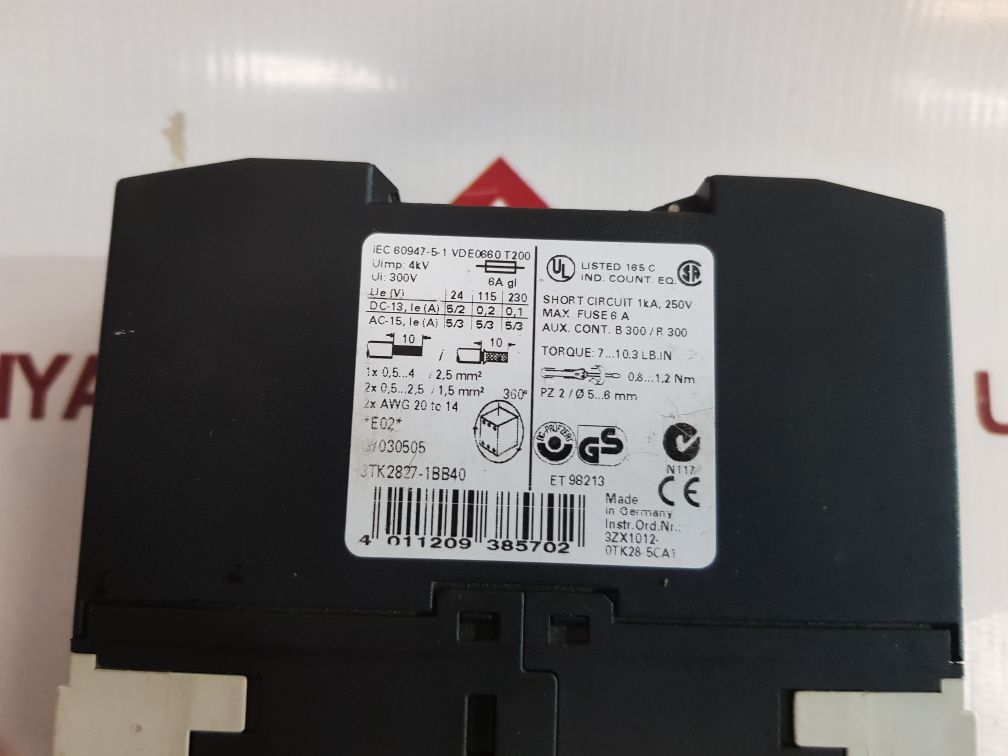 IEC 60947-5-1 VDE0660 T200
Uimp: 4kV
Ui: 300V
6A gl
Ue (V) 24 115 230
DC-13, Ie (A) 5/2 0,2 0,1
AC-15, Ie (A) 5/3 5/3 5/3
10 / 10
1x 0,5...4 / 2,5 mm²
2x 0,5...2,5 / 1,5 mm²
2x AWG 20 to 14
360°
*E02*
/030505
3TK2827-1BB40
4 011209 385702
UL LISTED 165 C
IND. CONT. EQ.
SHORT CIRCUIT 1kA, 250V
MAX. FUSE 6 A
AUX. CONT. B 300 / R 300
TORQUE: 7...10.3 LB.IN
0,8...1,2 Nm
PZ 2 / Ø 5...6 mm
BG-PRÜFZERT
GS
ET 98213
N117
CE
Made
in Germany
Instr.Ord.Nr.:
3ZX1012-
0TK28-5CA1
U